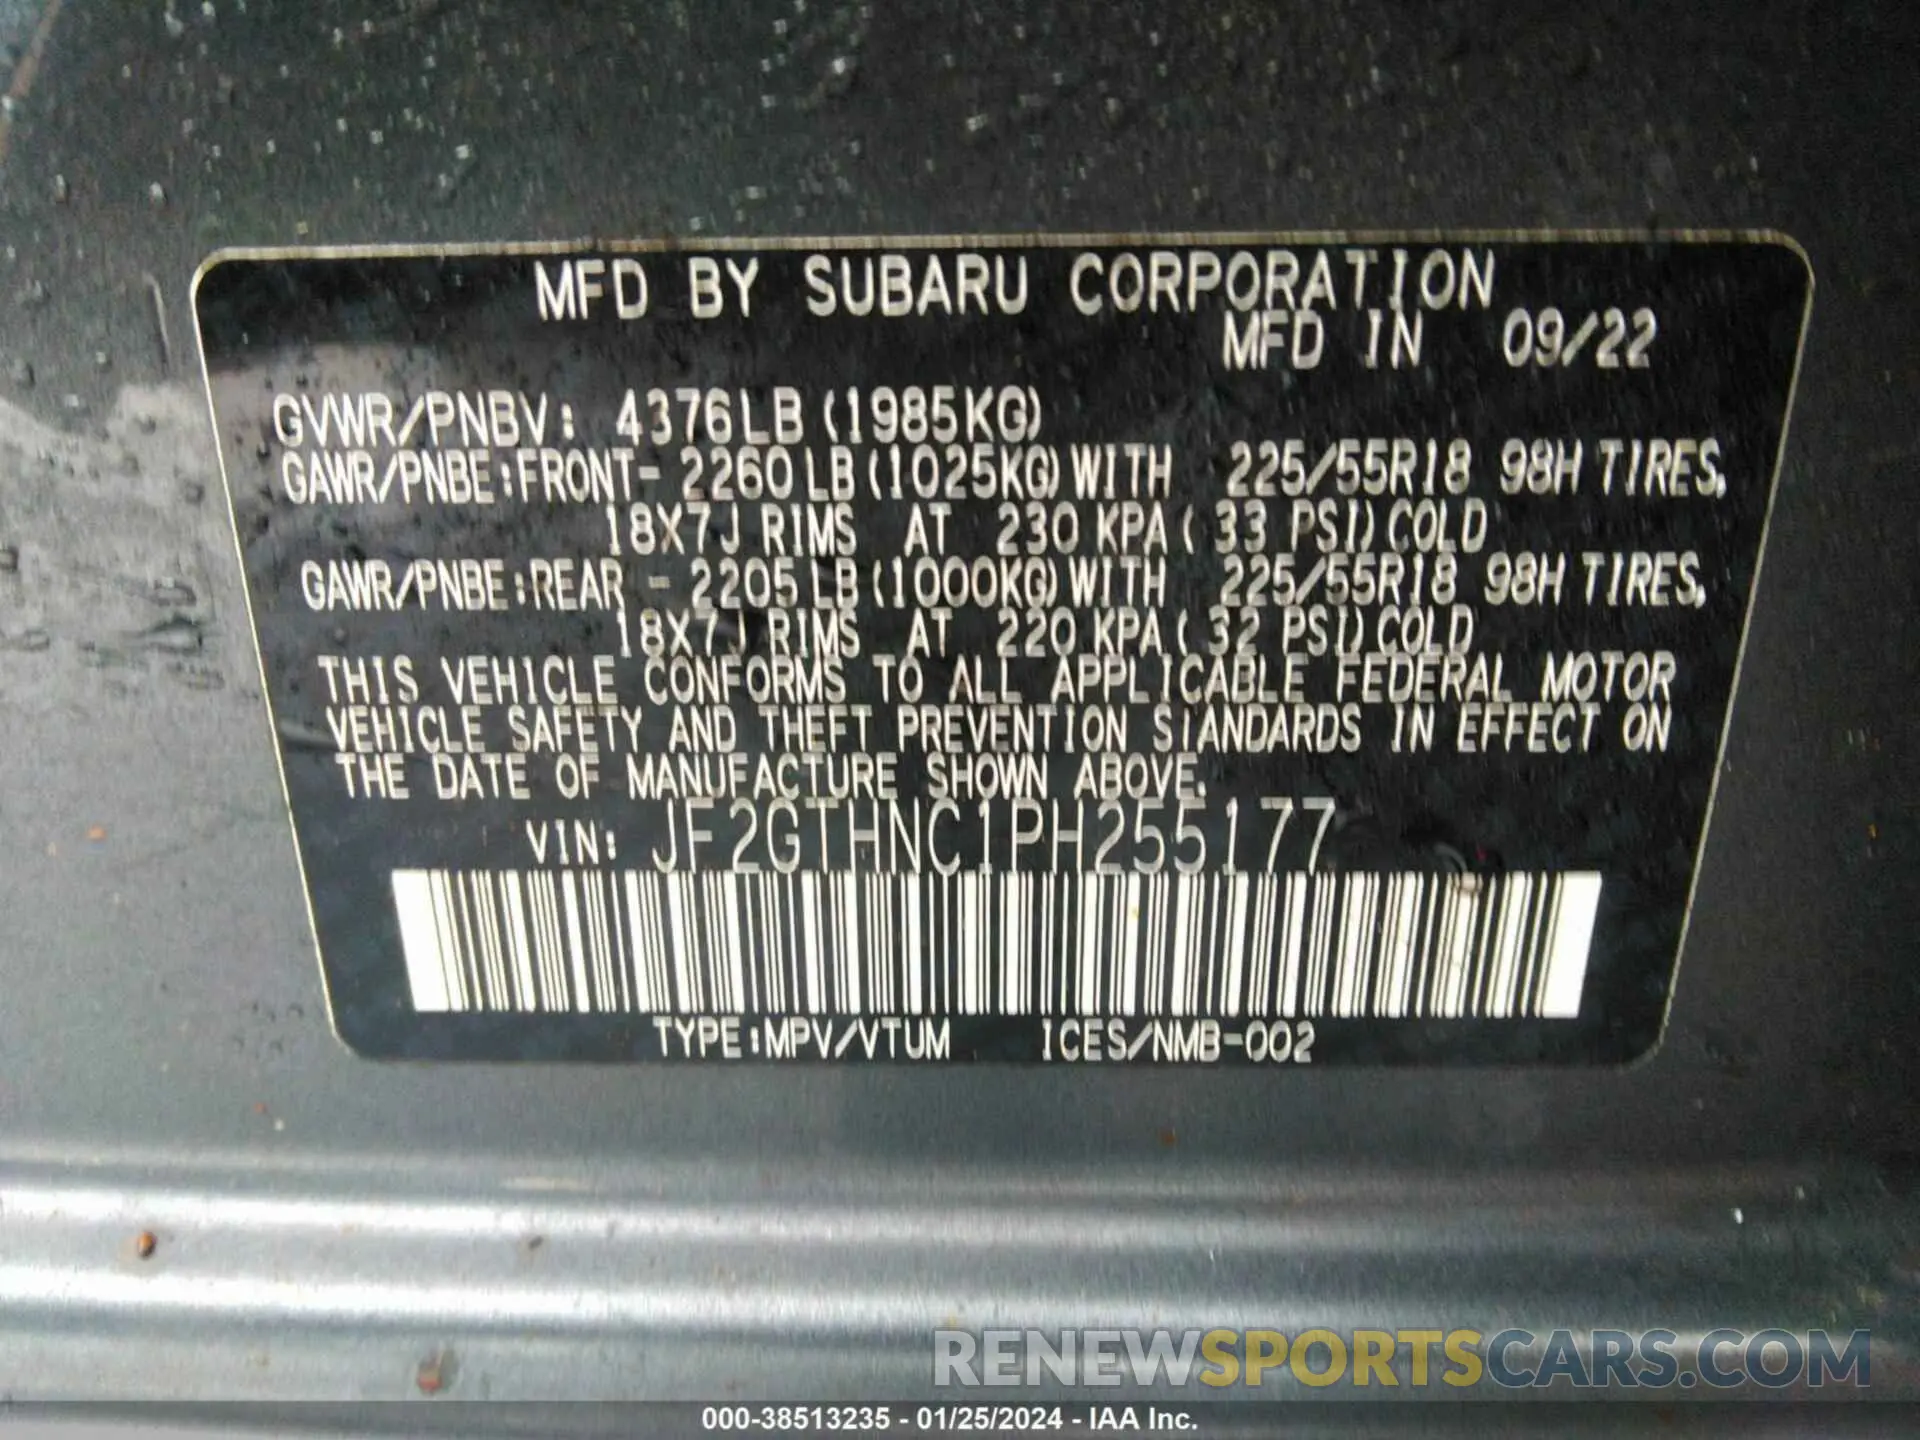 MFD BY SUBARU CORPORATION
MFD IN 09/22
GVWR/PNBV: 4376LB (1985KG)
GAWR/PNBE:FRONT- 2260LB (1025KG) WITH 225/55R18 98H TIRES,
18X7J RIMS AT 230 KPA ( 33 PSI) COLD
GAWR/PNBE:REAR - 2205LB (1000KG) WITH 225/55R18 98H TIRES,
18X7J RIMS AT 220 KPA ( 32 PSI) COLD
THIS VEHICLE CONFORMS TO ALL APPLICABLE FEDERAL MOTOR
VEHICLE SAFETY AND THEFT PREVENTION STANDARDS IN EFFECT ON
THE DATE OF MANUFACTURE SHOWN ABOVE.
VIN: JF2GTHNC1PH255177
TYPE:MPV/VTUM ICES/NMB-002
RENEWSPORTSCARS.COM
000-38513235 - 01/25/2024 - IAA Inc.